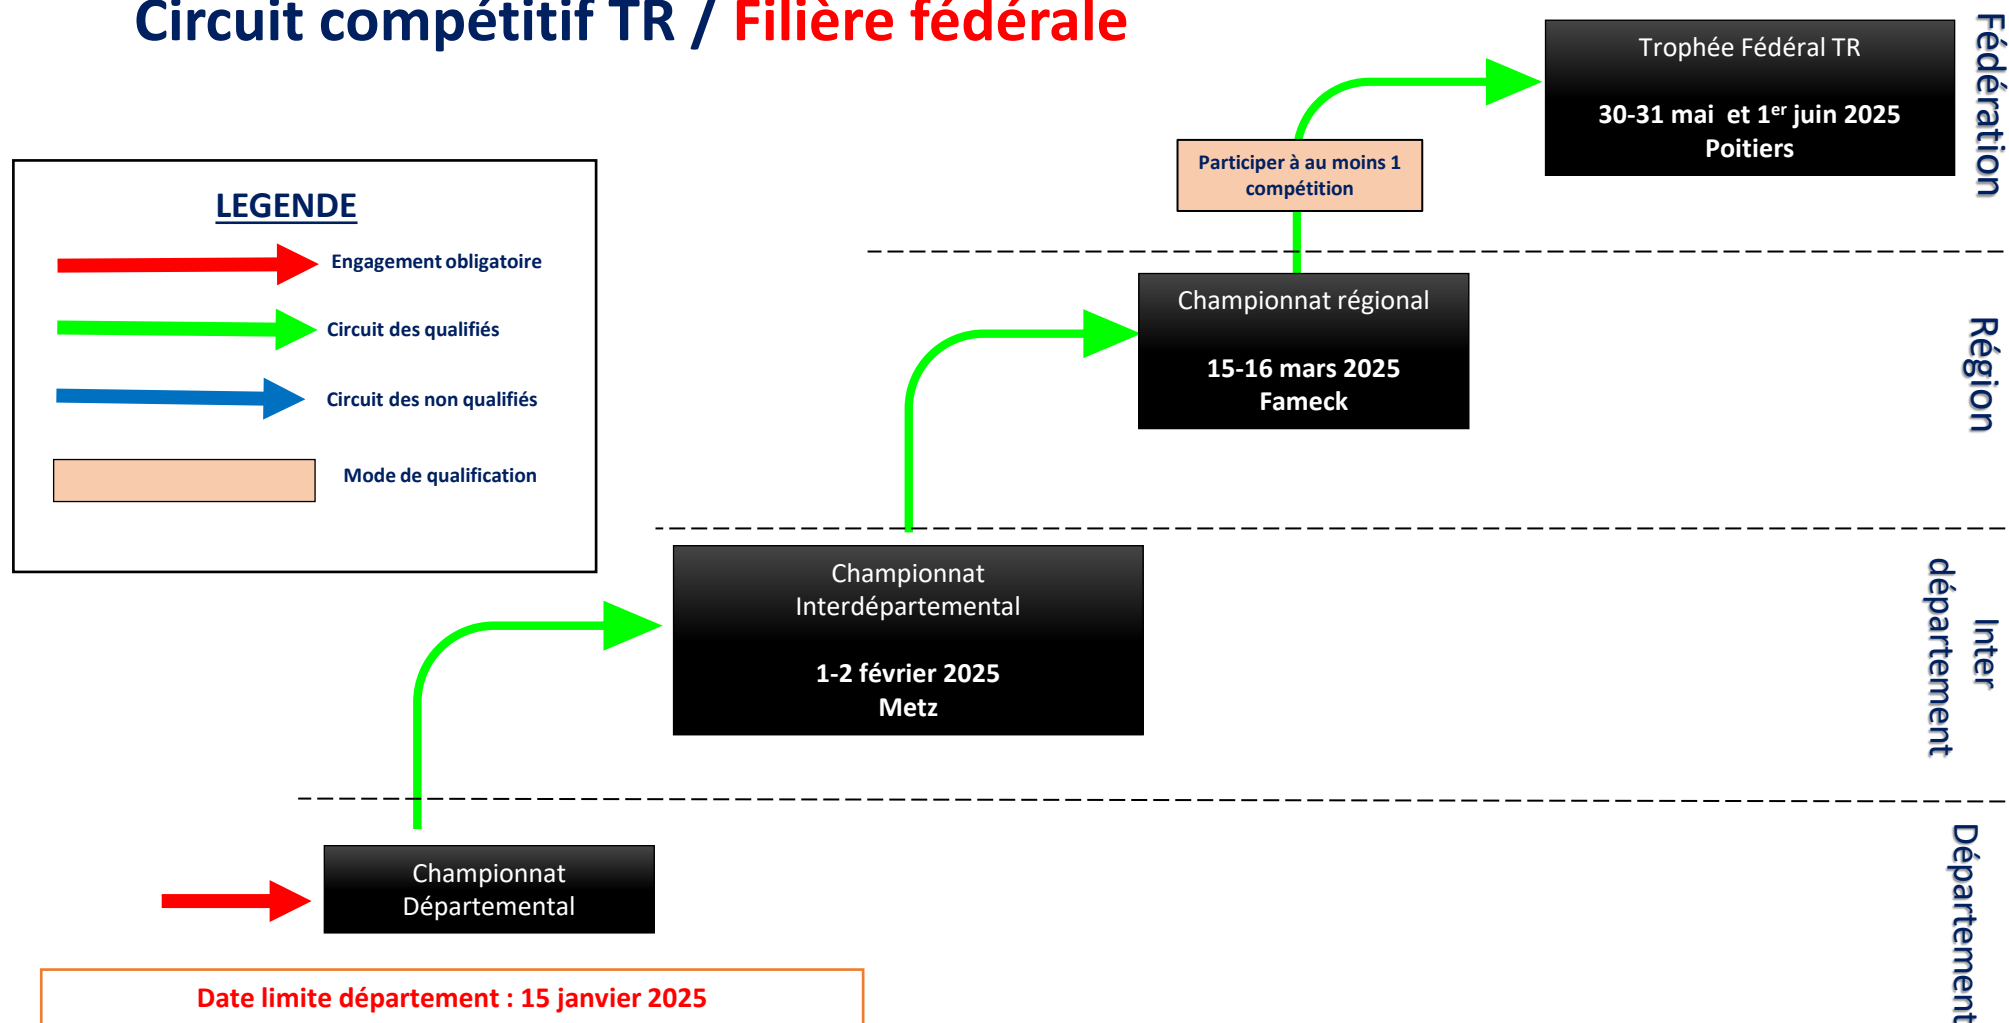 Circuit compétitif TR / Filière fédérale
Trophée Fédéral TR
30-31 mai et 1er juin 2025
Poitiers
Fédération
Participer à au moins 1
compétition
LEGENDE
Engagement obligatoire
Circuit des qualifiés
Circuit des non qualifiés
Mode de qualification
Championnat régional
15-16 mars 2025
Fameck
Région
Championnat
Interdépartemental
1-2 février 2025
Metz
Inter
département
Championnat
Départemental
Département
Date limite département : 15 janvier 2025